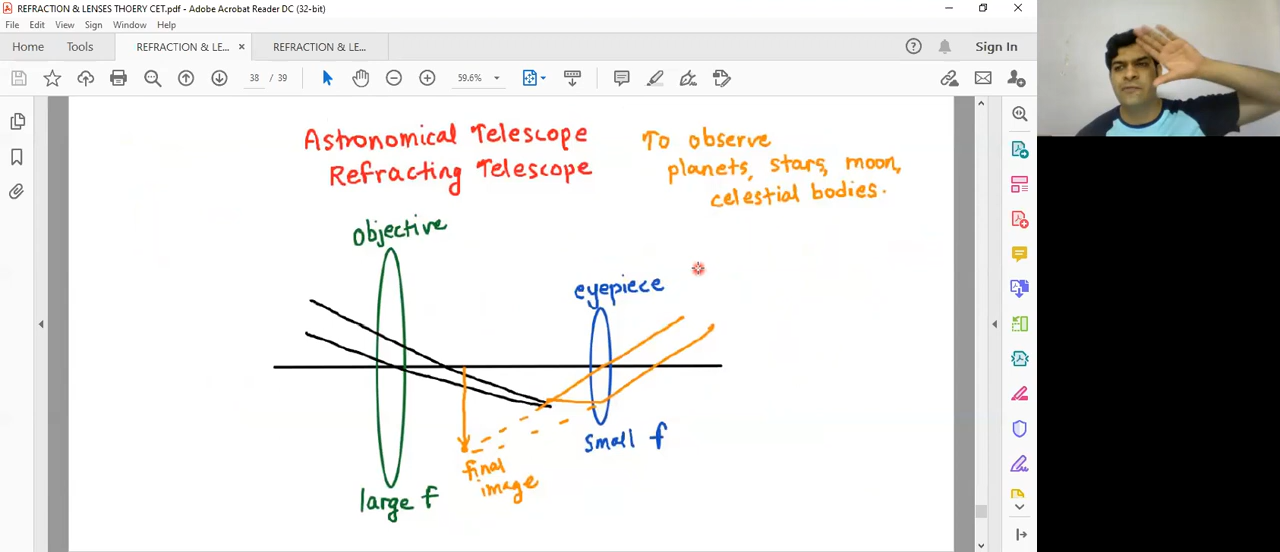 REFRACTION & LENSES THOERY CET.pdf - Adobe Acrobat Reader DC (32-bit)
File Edit View Sign Window Help
Home Tools REFRACTION & LE... × REFRACTION & LE... Sign In
38 / 39 59.6%
Astronomical Telescope
Refracting Telescope
To observe
planets, stars, moon,
celestial bodies.
objective
eyepiece
small f
final
image
large f